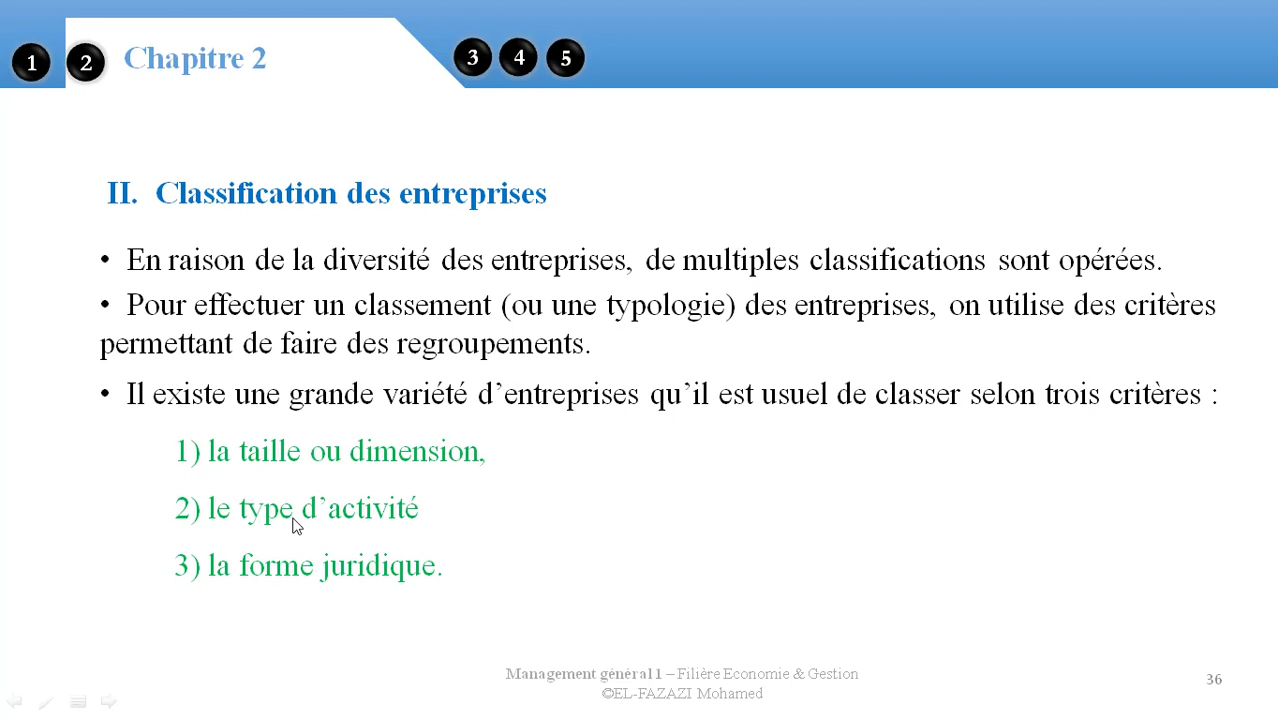 1 2 Chapitre 2 3 4 5
II. Classification des entreprises
• En raison de la diversité des entreprises, de multiples classifications sont opérées.
• Pour effectuer un classement (ou une typologie) des entreprises, on utilise des critères
permettant de faire des regroupements.
• Il existe une grande variété d’entreprises qu’il est usuel de classer selon trois critères :
1) la taille ou dimension,
2) le type d’activité
3) la forme juridique.
Management général 1 – Filière Economie & Gestion
©EL-FAZAZI Mohamed
36